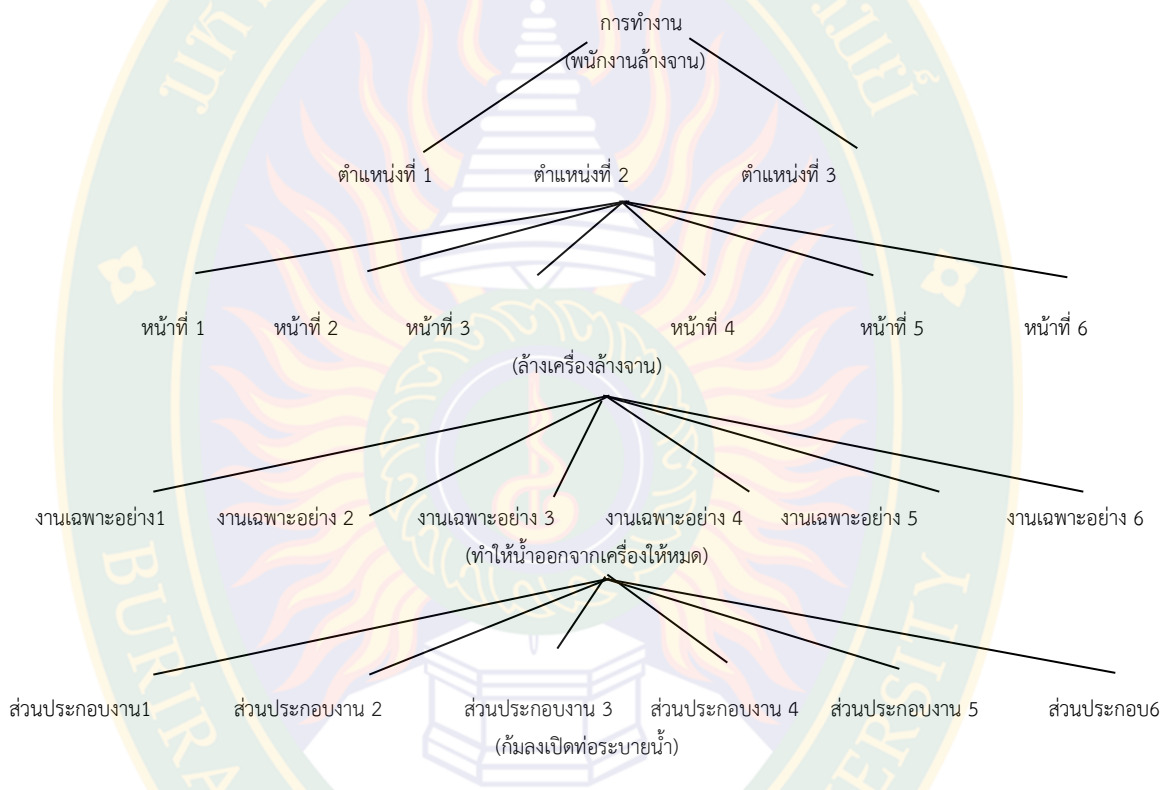 การทำงาน
(พนักงานล้างจาน)
ตำแหน่งที่ 1 ตำแหน่งที่ 2 ตำแหน่งที่ 3
หน้าที่ 1 หน้าที่ 2 หน้าที่ 3 หน้าที่ 4 หน้าที่ 5 หน้าที่ 6
(ล้างเครื่องล้างจาน)
งานเฉพาะอย่าง1 งานเฉพาะอย่าง 2 งานเฉพาะอย่าง 3 งานเฉพาะอย่าง 4 งานเฉพาะอย่าง 5 งานเฉพาะอย่าง 6
(ทำให้น้ำออกจากเครื่องให้หมด)
ส่วนประกอบงาน1 ส่วนประกอบงาน 2 ส่วนประกอบงาน 3 ส่วนประกอบงาน 4 ส่วนประกอบงาน 5 ส่วนประกอบ6
(ก้มลงเปิดท่อระบายน้ำ)